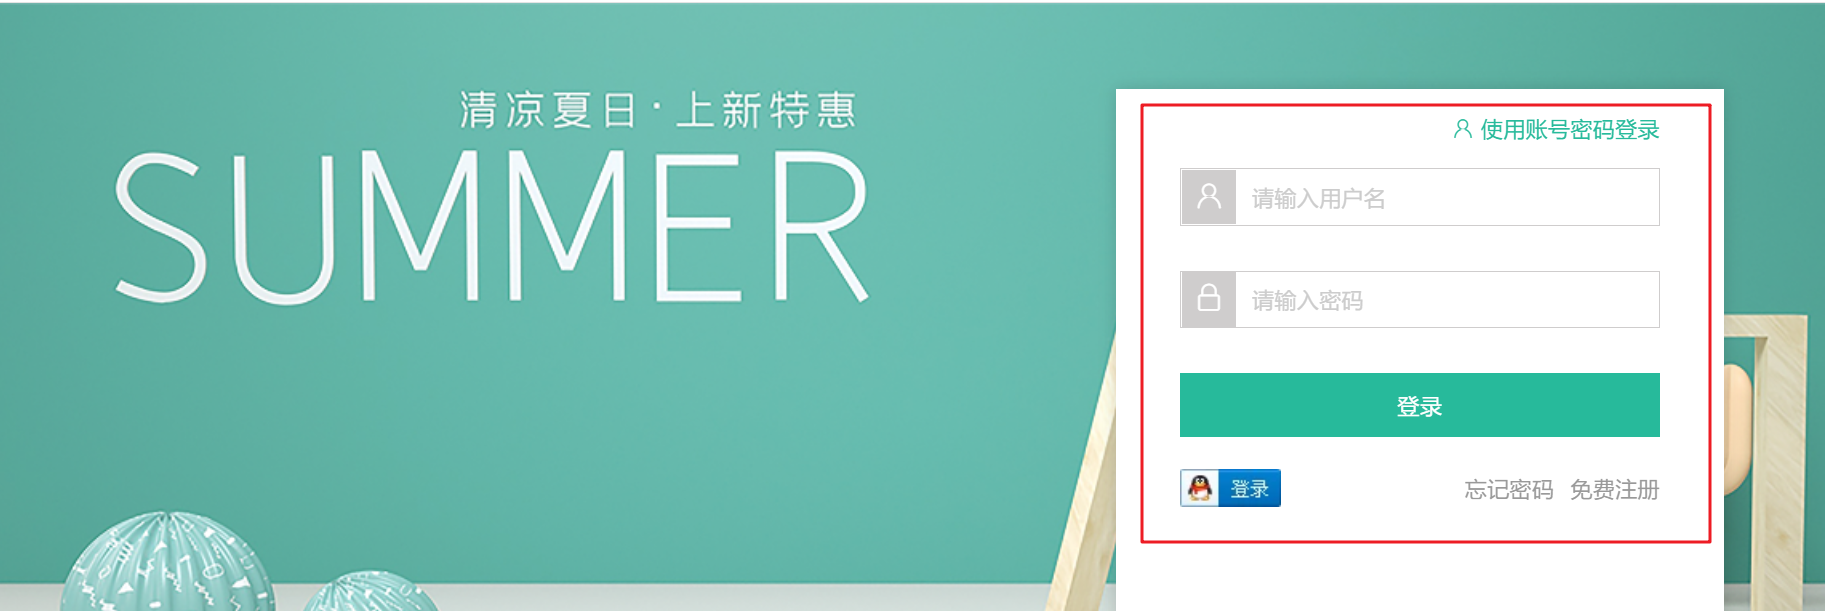 清凉夏日·上新特惠
SUMMER
使用账号密码登录
请输入用户名
请输入密码
登录
登录 忘记密码 免费注册